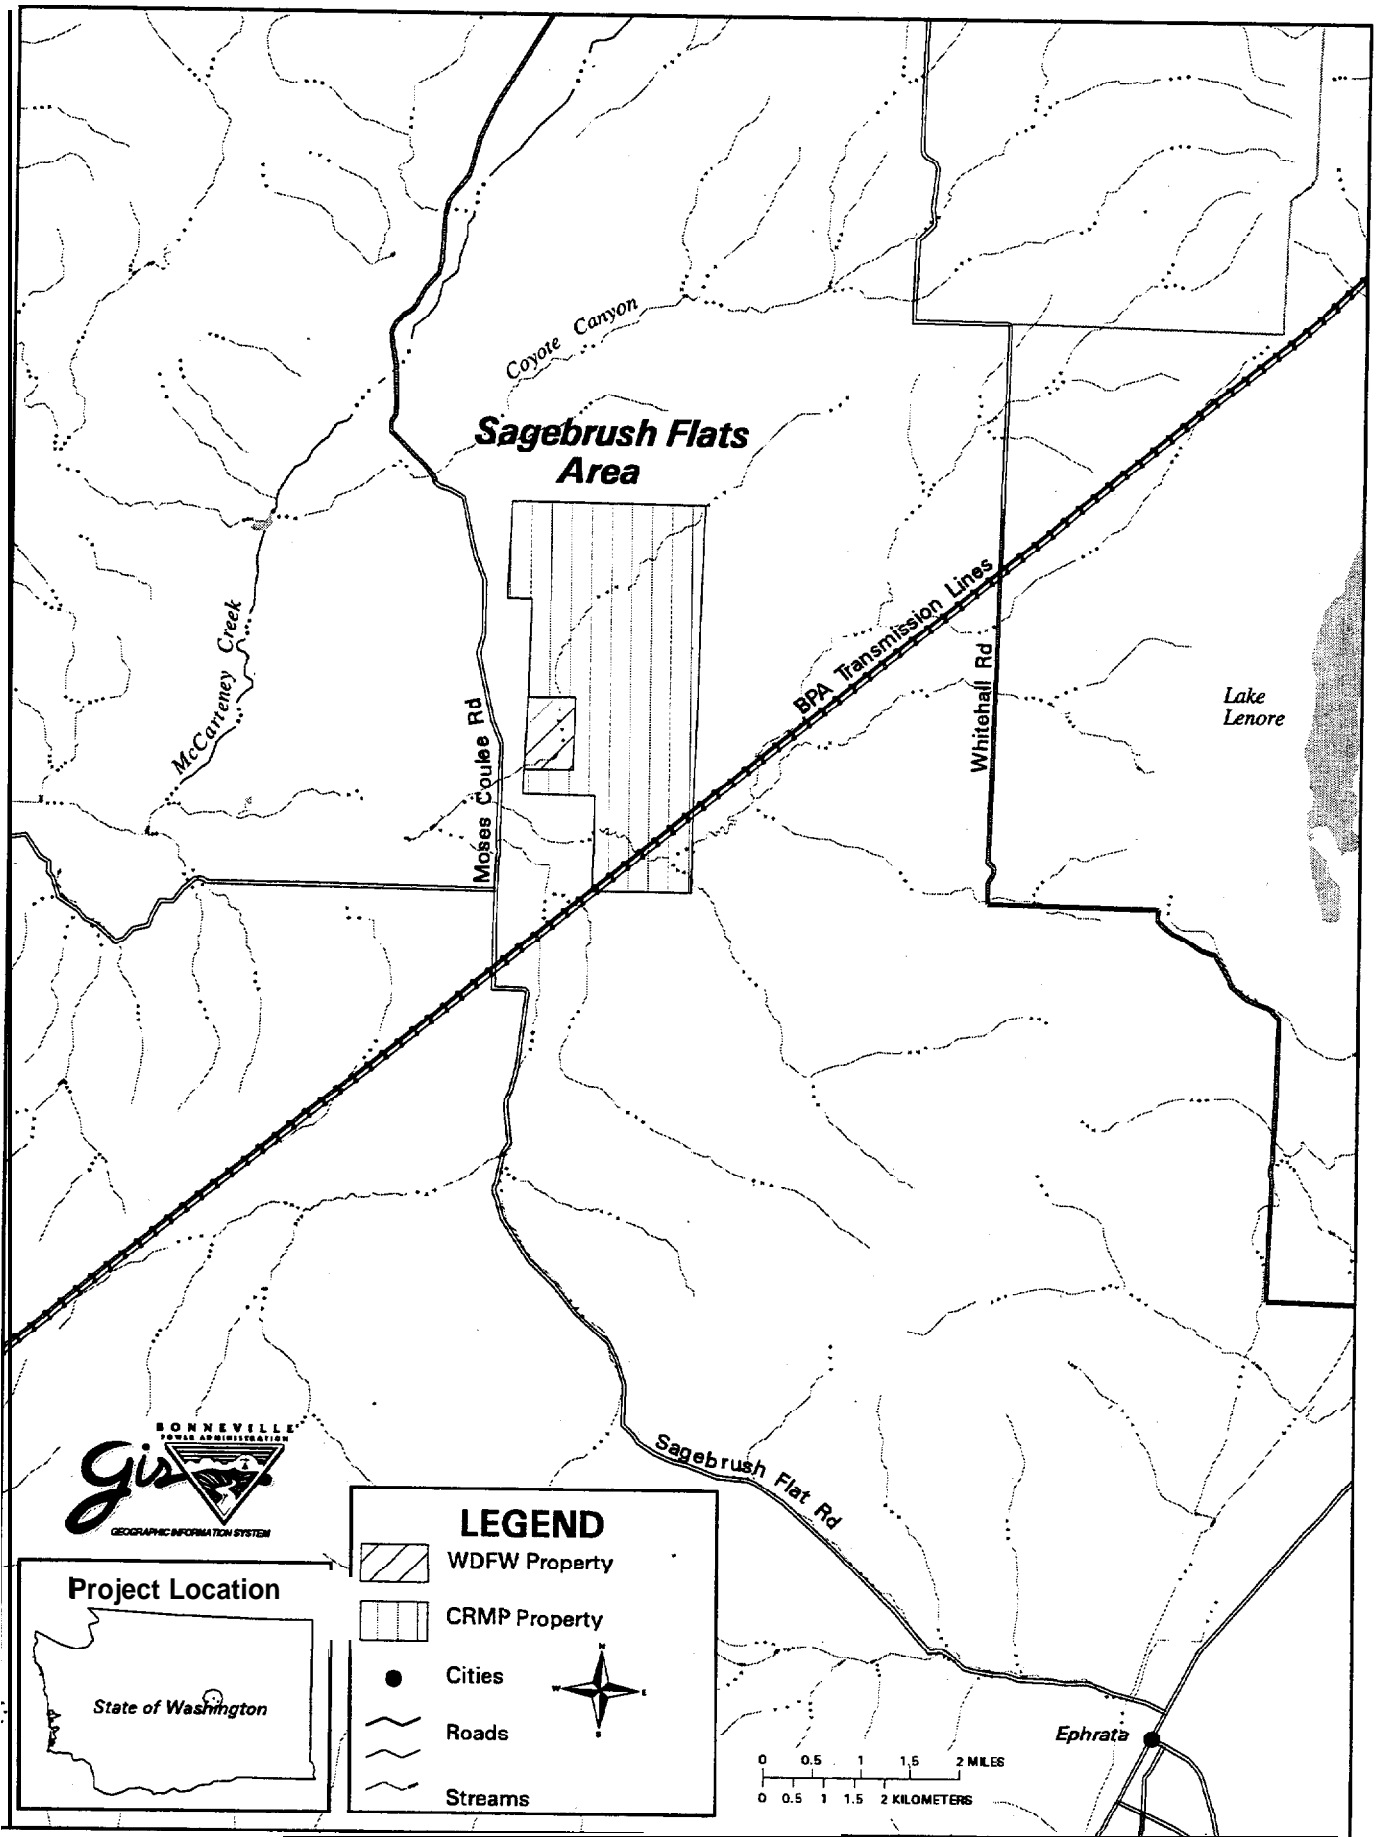 Coyote Canyon
Sagebrush Flats
Area
BPA Transmission Lines
McCarteney Creek
Moses Coulee Rd
Whitehall Rd
Lake
Lenore
Sagebrush Flat Rd
BONNEVILLE
POWER ADMINISTRATION
Gis
GEOGRAPHIC INFORMATION SYSTEM
Project Location
State of Washington
LEGEND
WDFW Property
CRMP Property
Cities
Roads
Streams
N
W E
S
Ephrata
0 0.5 1 1.5 2 MILES
0 0.5 1 1.5 2 KILOMETERS